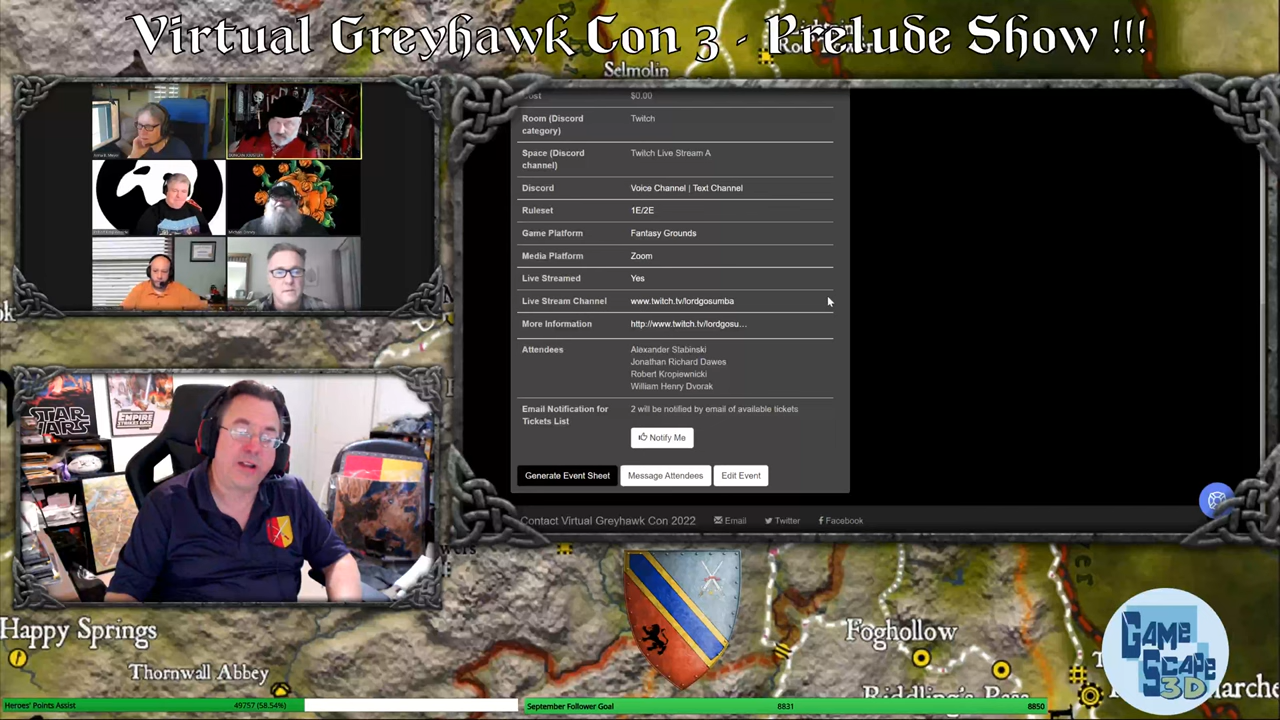 Virtual Greyhawk Con 3 - Prelude Show !!!
Selmolin
Cost $0.00
Room (Discord category) Twitch
Space (Discord channel) Twitch Live Stream A
Discord Voice Channel | Text Channel
Ruleset 1E/2E
Game Platform Fantasy Grounds
Media Platform Zoom
Live Streamed Yes
Live Stream Channel www.twitch.tv/lordgosumba
More Information http://www.twitch.tv/lordgosu...
Attendees Alexander Stabinski
Jonathan Richard Dawes
Robert Kropiewnicki
William Henry Dvorak
Email Notification for Tickets List 2 will be notified by email of available tickets
Notify Me
Generate Event Sheet Message Attendees Edit Event
Contact Virtual Greyhawk Con 2022 Email Twitter Facebook
STAR WARS
EMPIRE STRIKES BACK
Happy Springs
Thornwall Abbey
Foghollow
Riddling's Pass
GAME SCAPE 3D
Heroes' Points Assist 49757 (58.54%) September Follower Goal 8831 8850